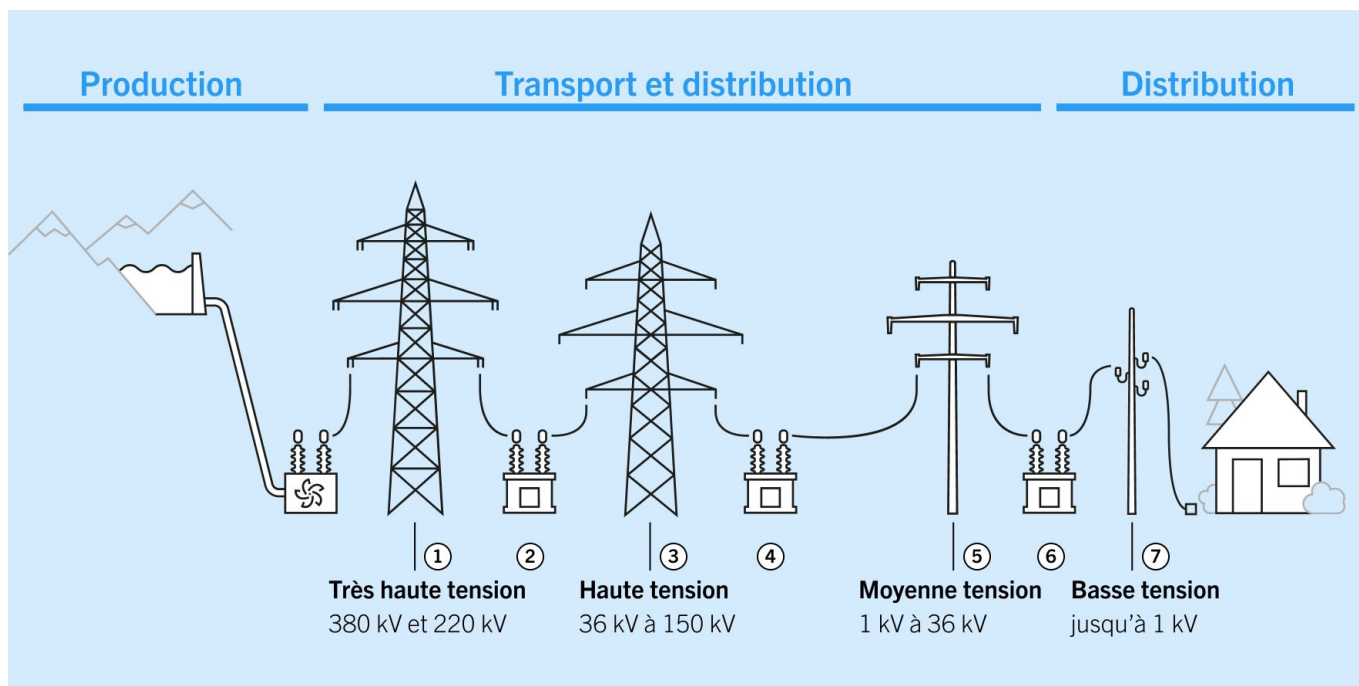 Production
Transport et distribution
Distribution
1
Très haute tension
380 kV et 220 kV
2
3
Haute tension
36 kV à 150 kV
4
5
Moyenne tension
1 kV à 36 kV
6
7
Basse tension
jusqu'à 1 kV